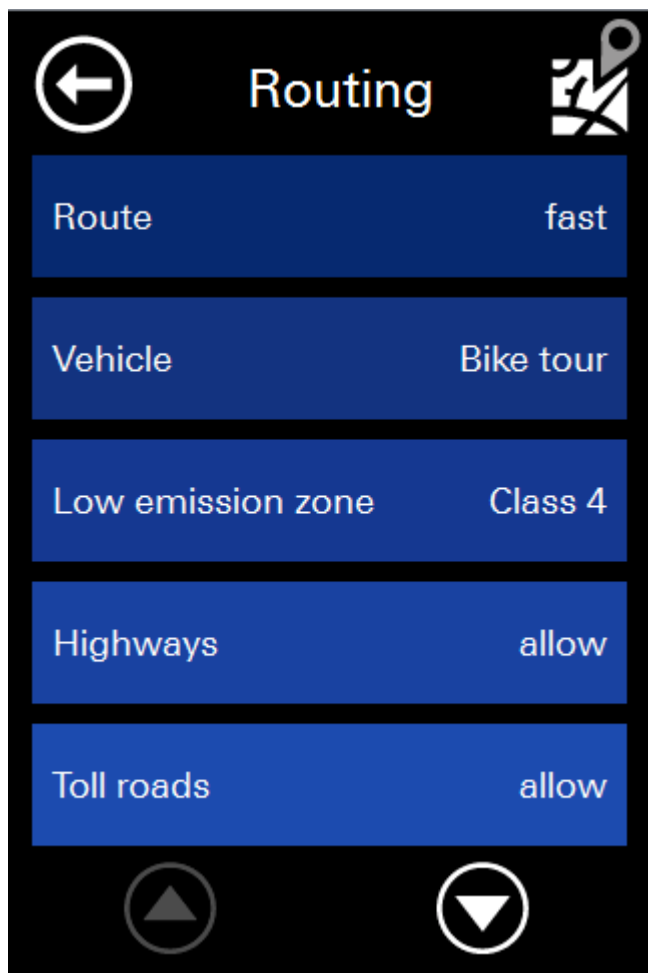 Routing
Route fast
Vehicle Bike tour
Low emission zone Class 4
Highways allow
Toll roads allow